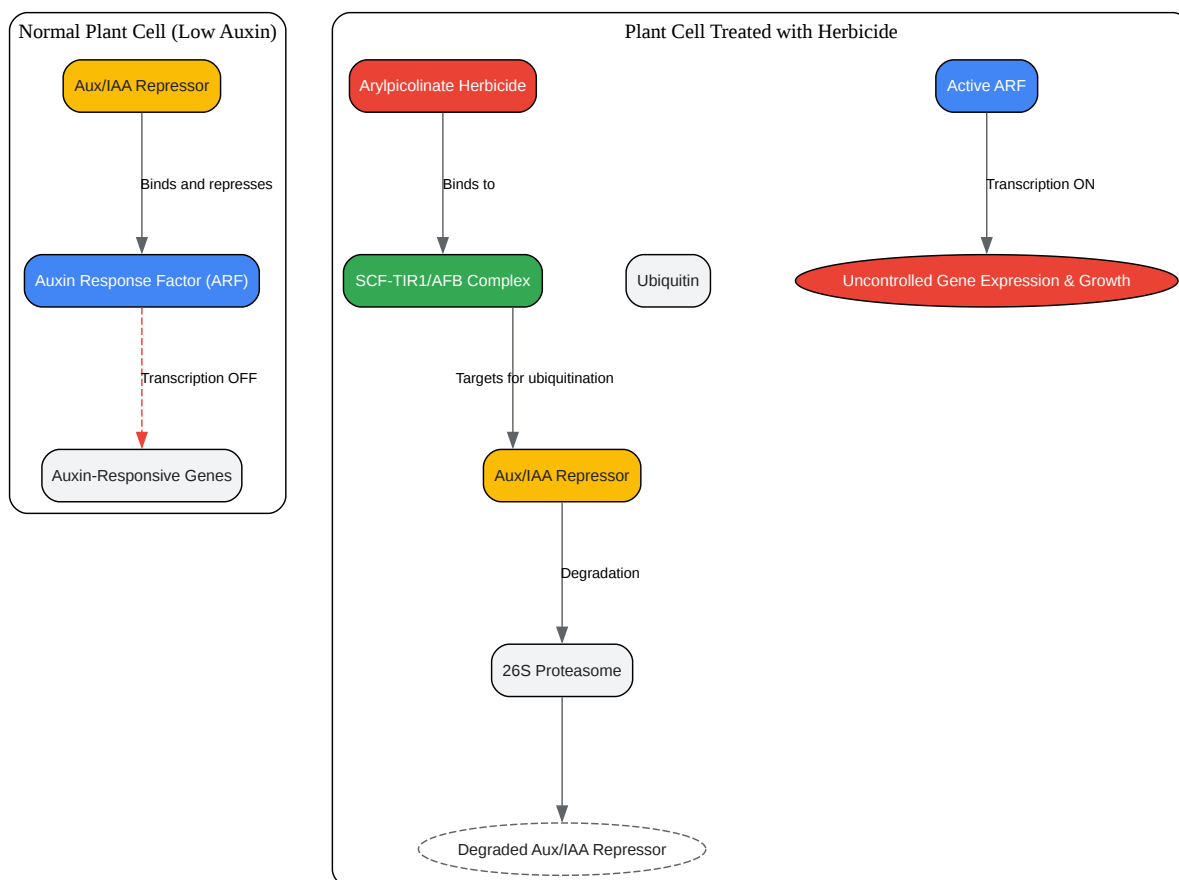 Normal Plant Cell (Low Auxin)
Aux/IAA Repressor
Binds and represses
Auxin Response Factor (ARF)
Transcription OFF
Auxin-Responsive Genes
Plant Cell Treated with Herbicide
Arylpicolinate Herbicide
Binds to
SCF-TIR1/AFB Complex
Targets for ubiquitination
Aux/IAA Repressor
Degradation
26S Proteasome
Degraded Aux/IAA Repressor
Ubiquitin
Active ARF
Transcription ON
Uncontrolled Gene Expression & Growth